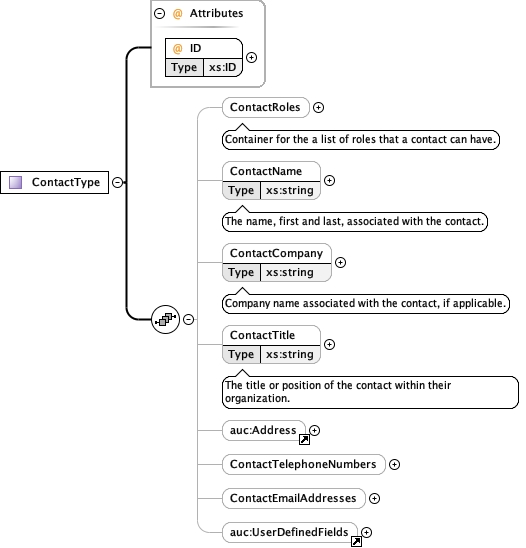 @ Attributes
@ ID
Type xs:ID
ContactType
ContactRoles
Container for the a list of roles that a contact can have.
ContactName
Type xs:string
The name, first and last, associated with the contact.
ContactCompany
Type xs:string
Company name associated with the contact, if applicable.
ContactTitle
Type xs:string
The title or position of the contact within their
organization.
auc:Address
ContactTelephoneNumbers
ContactEmailAddresses
auc:UserDefinedFields